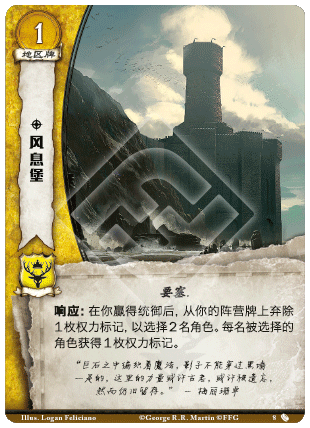 1
地区牌
风息堡
要塞.
响应: 在你赢得统御后, 从你的阵营牌上弃除
1枚权力标记, 以选择2名角色。每名被选择的
角色获得1枚权力标记。
“巨石之中编织着魔法, 影子不能穿过黑墙
一是的, 这里的力量或许古老, 或许被遗忘,
然而仍旧留存。” – 梅丽珊卓
Illus. Logan Feliciano ©George R.R. Martin ©FFG 8